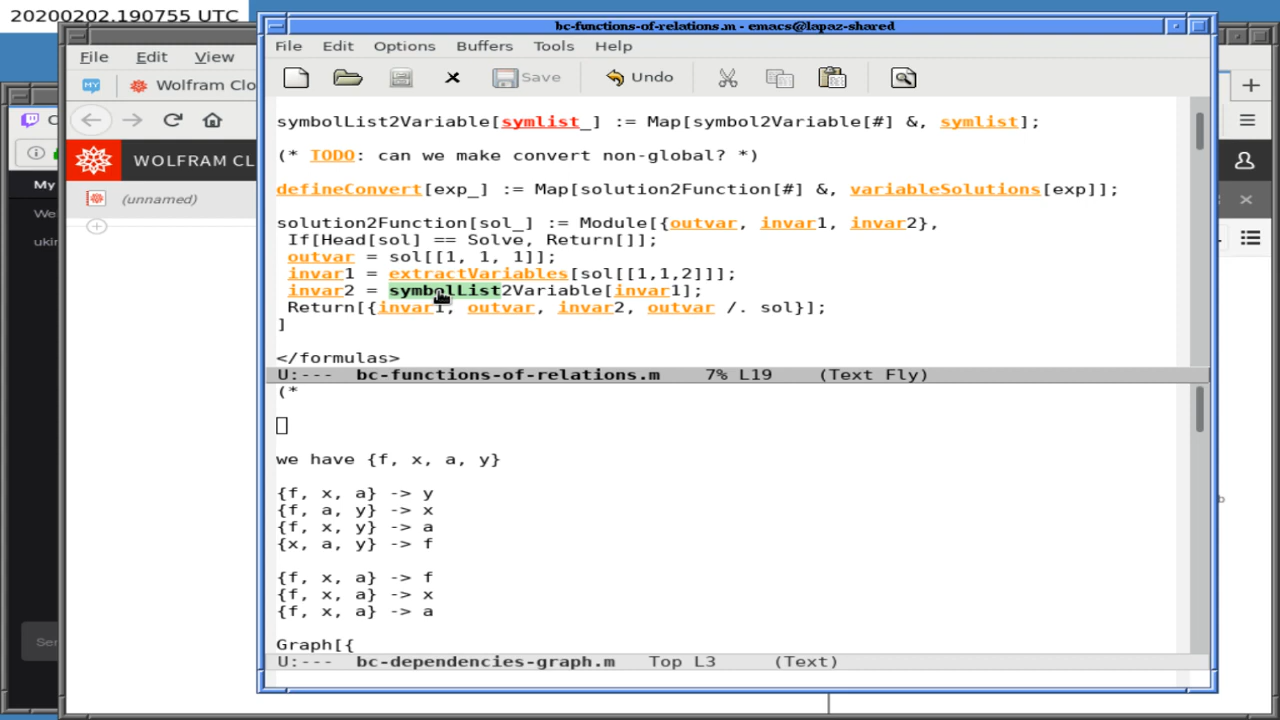 20200202.190755 UTC
bc-functions-of-relations.m - emacs@lapaz-shared
File Edit View
File Edit Options Buffers Tools Help
Wolfram Clo
Save Undo
WOLFRAM CL
(unnamed)
My
We
ukin
Ser
symbolList2Variable[symlist_] := Map[symbol2Variable[#] &, symlist];
(* TODO: can we make convert non-global? *)
defineConvert[exp_] := Map[solution2Function[#] &, variableSolutions[exp]];
solution2Function[sol_] := Module[{outvar, invar1, invar2},
If[Head[sol] == Solve, Return[]];
outvar = sol[[1, 1, 1]];
invar1 = extractVariables[sol[[1,1,2]]];
invar2 = symbolList2Variable[invar1];
Return[{invar1, outvar, invar2, outvar /. sol}];
]
</formulas>
U:--- bc-functions-of-relations.m 7% L19 (Text Fly)
(*
we have {f, x, a, y}
{f, x, a} -> y
{f, a, y} -> x
{f, x, y} -> a
{x, a, y} -> f
{f, x, a} -> f
{f, x, a} -> x
{f, x, a} -> a
Graph[{
U:--- bc-dependencies-graph.m Top L3 (Text)